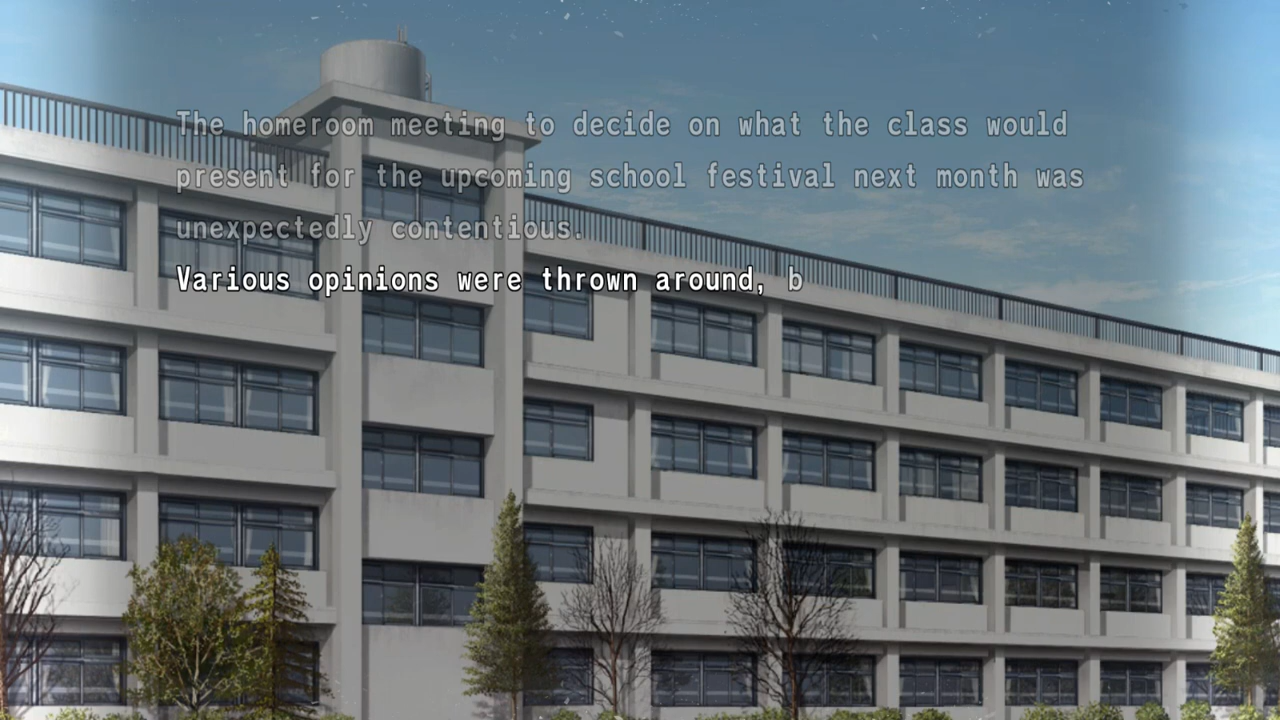 The homeroom meeting to decide on what the class would
present for the upcoming school festival next month was
unexpectedly contentious.
Various opinions were thrown around, b